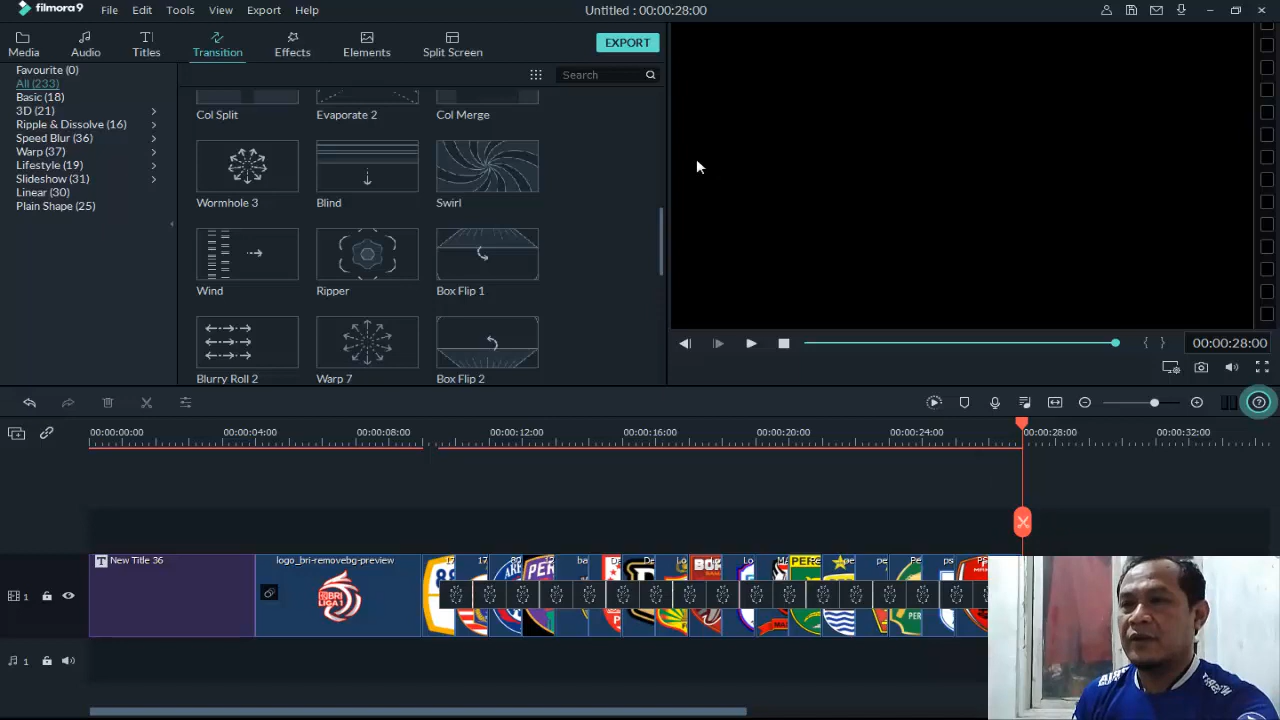 filmora9 File Edit Tools View Export Help Untitled : 00:00:28:00
Media Audio Titles Transition Effects Elements Split Screen EXPORT
Favourite (0)
All (233)
Basic (18)
3D (21)
Ripple & Dissolve (16)
Speed Blur (36)
Warp (37)
Lifestyle (19)
Slideshow (31)
Linear (30)
Plain Shape (25)
Search
Col Split Evaporate 2 Col Merge
Wormhole 3 Blind Swirl
Wind Ripper Box Flip 1
Blurry Roll 2 Warp 7 Box Flip 2
00:00:28:00
00:00:00:00 00:00:04:00 00:00:08:00 00:00:12:00 00:00:16:00 00:00:20:00 00:00:24:00 00:00:28:00 00:00:32:00
New Title 36 logo_bri-removebg-preview
BRI
LIGA 1
1
1